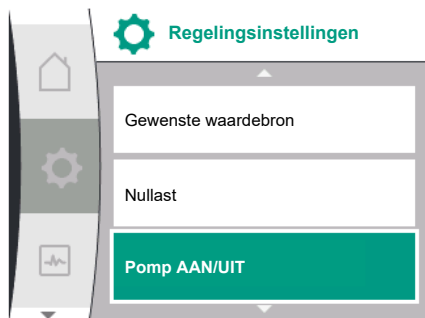 Regelingsinstellingen
Gewenste waardebron
Nullast
Pomp AAN/UIT